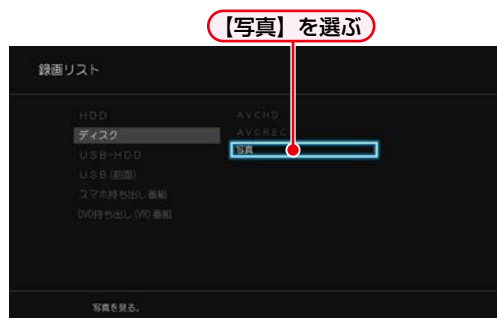 【写真】を選ぶ
録画リスト
HDD
ディスク
USB-HDD
USB(前面)
スマホ持ち出し番組
DVD持ち出し(VR)番組
AVCHD
AVCREC
写真
写真を見る。